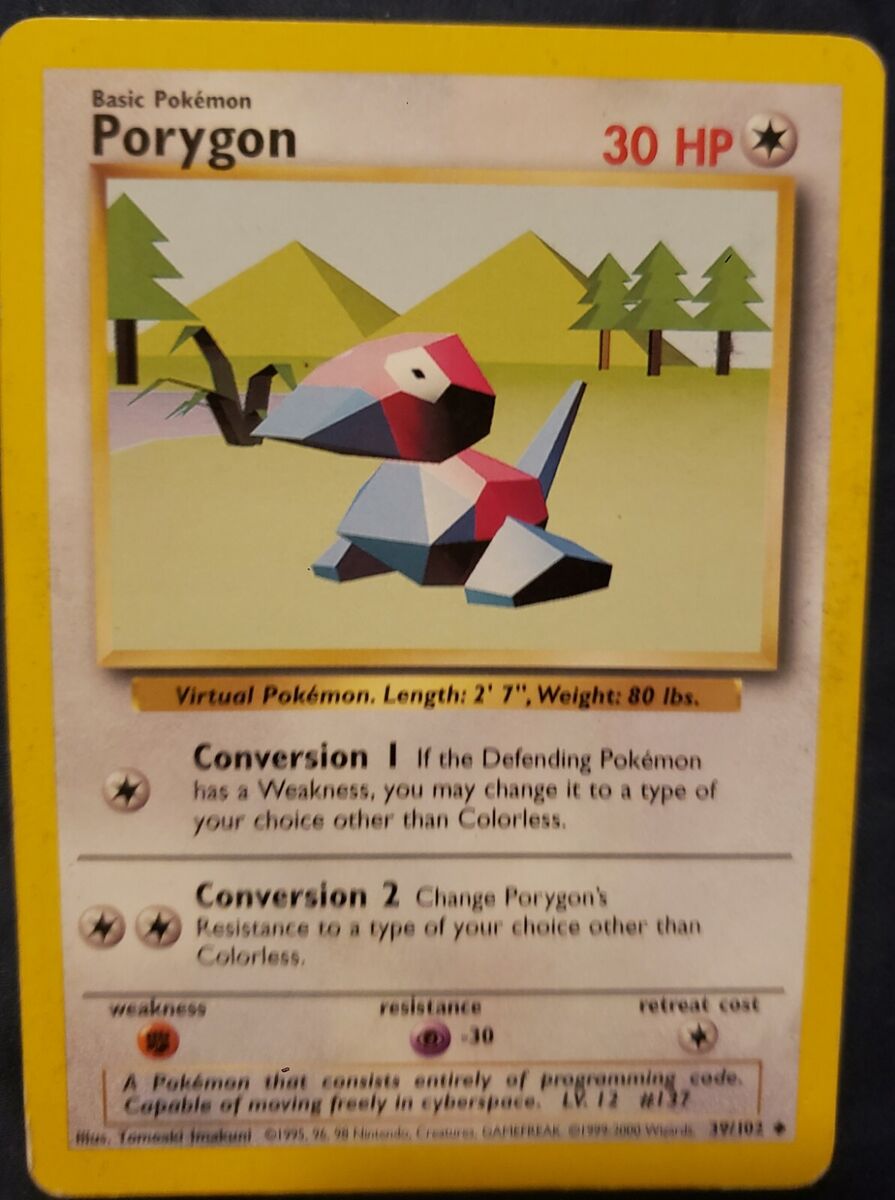 Basic Pokémon
Porygon 30 HP
Virtual Pokémon. Length: 2' 7", Weight: 80 lbs.
Conversion 1 If the Defending Pokémon
has a Weakness, you may change it to a type of
your choice other than Colorless.
Conversion 2 Change Porygon's
Resistance to a type of your choice other than
Colorless.
weakness resistance retreat cost
-30
A Pokémon that consists entirely of programming code.
Capable of moving freely in cyberspace. LV. 12 #137
Illus. Tomoaki Imakuni ©1995, 96, 98 Nintendo, Creatures, GAMEFREAK. ©1999-2000 Wizards. 39/102